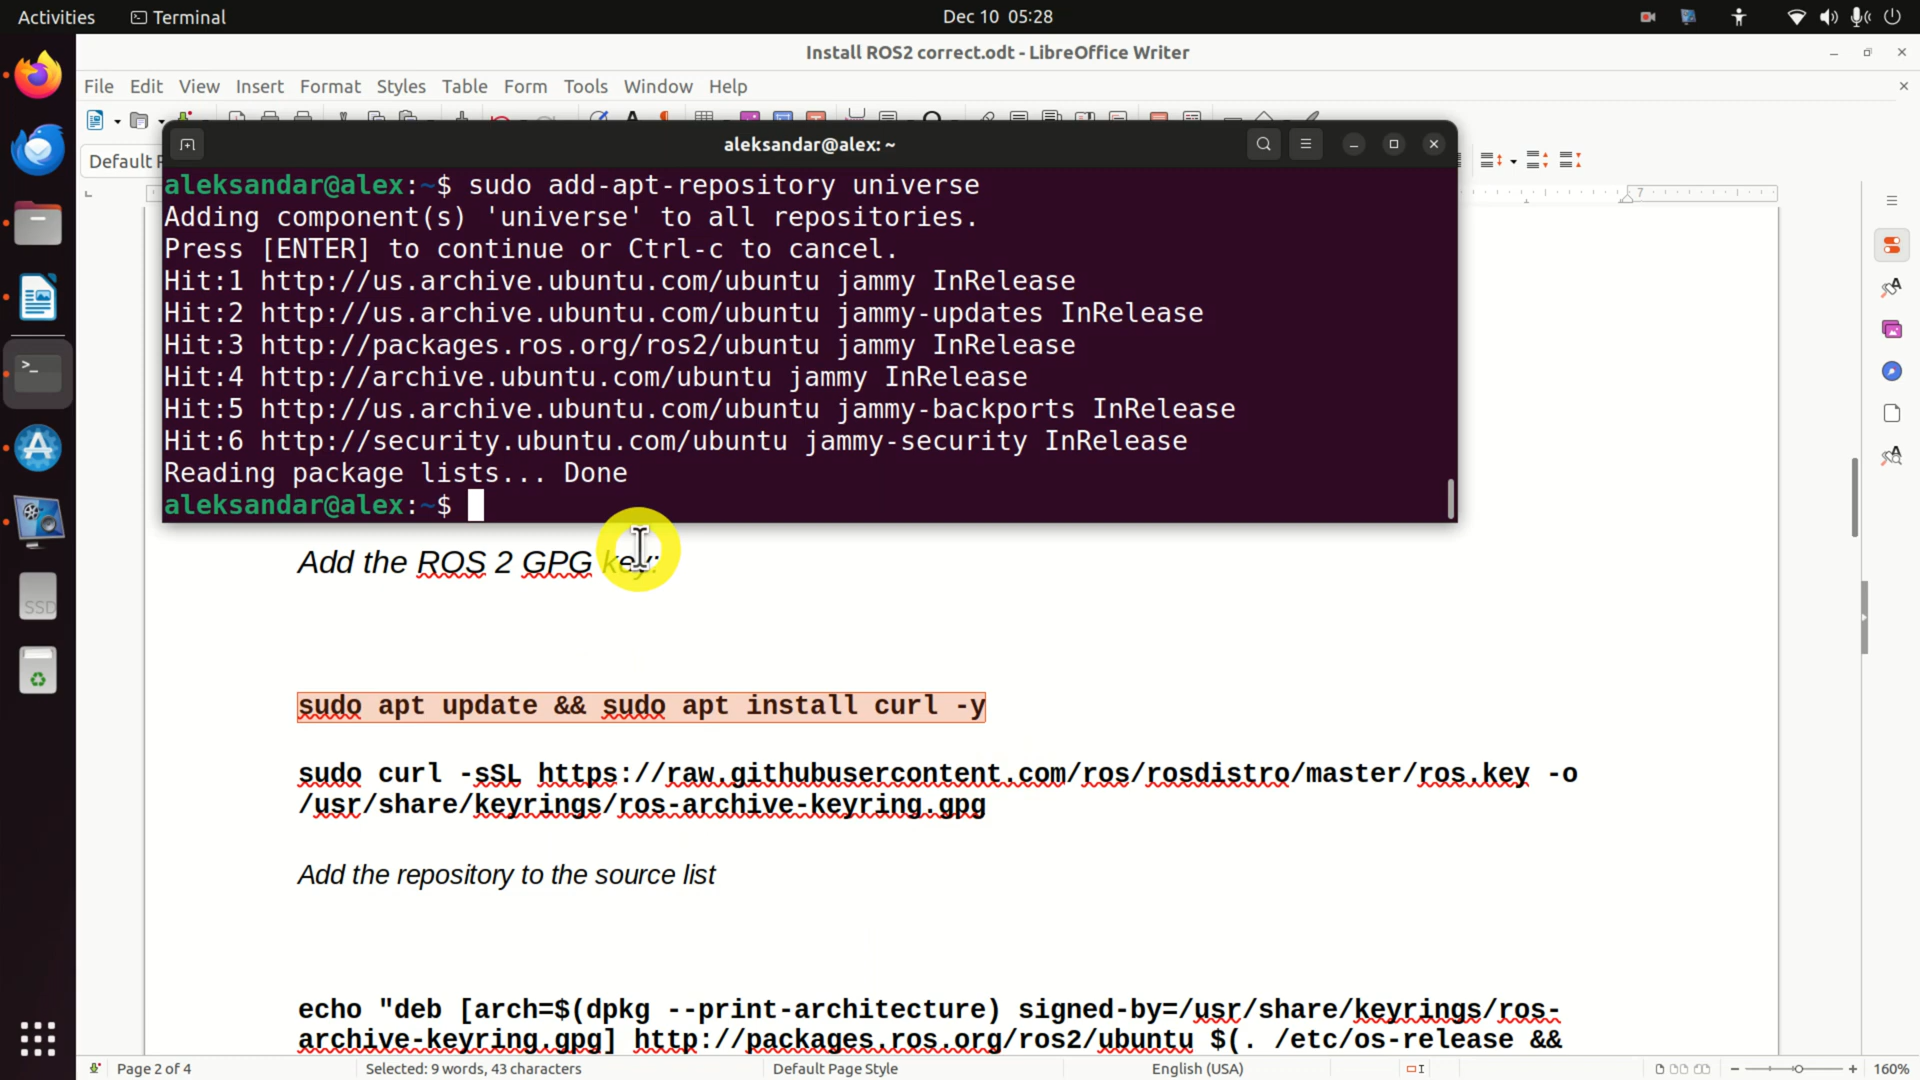 Activities
Terminal
Dec 10 05:28
Install ROS2 correct.odt - LibreOffice Writer
File Edit View Insert Format Styles Table Form Tools Window Help
Default
aleksandar@alex: ~
7
aleksandar@alex:~$ sudo add-apt-repository universe
Adding component(s) 'universe' to all repositories.
Press [ENTER] to continue or Ctrl-c to cancel.
Hit:1 http://us.archive.ubuntu.com/ubuntu jammy InRelease
Hit:2 http://us.archive.ubuntu.com/ubuntu jammy-updates InRelease
Hit:3 http://packages.ros.org/ros2/ubuntu jammy InRelease
Hit:4 http://archive.ubuntu.com/ubuntu jammy InRelease
Hit:5 http://us.archive.ubuntu.com/ubuntu jammy-backports InRelease
Hit:6 http://security.ubuntu.com/ubuntu jammy-security InRelease
Reading package lists... Done
aleksandar@alex:~$
Add the ROS 2 GPG key:
SSD
sudo apt update && sudo apt install curl -y
sudo curl -sSL https://raw.githubusercontent.com/ros/rosdistro/master/ros.key -o
/usr/share/keyrings/ros-archive-keyring.gpg
Add the repository to the source list
echo "deb [arch=$(dpkg --print-architecture) signed-by=/usr/share/keyrings/ros-
archive-keyring.gpg] http://packages.ros.org/ros2/ubuntu $(. /etc/os-release &&
Page 2 of 4
Selected: 9 words, 43 characters
Default Page Style
English (USA)
160%